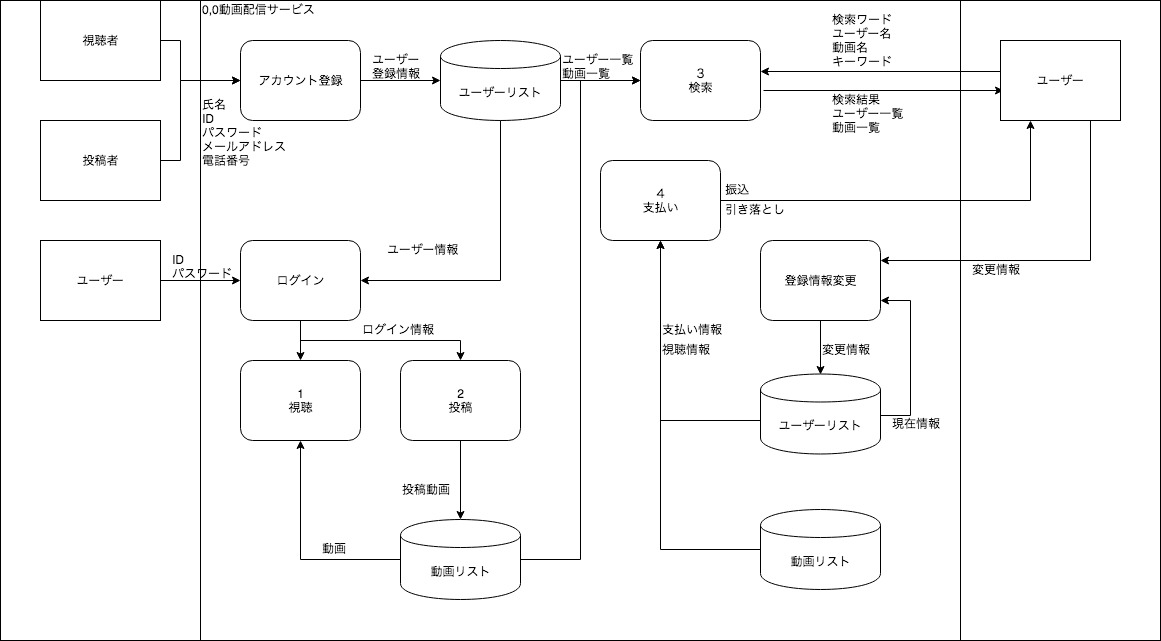 0,0動画配信サービス
視聴者
アカウント登録
ユーザー
登録情報
ユーザーリスト
ユーザー一覧
動画一覧
3
検索
検索ワード
ユーザー名
動画名
キーワード
ユーザー
検索結果
ユーザー一覧
動画一覧
氏名
ID
パスワード
メールアドレス
電話番号
投稿者
4
支払い
振込
引き落とし
ユーザー
ID
パスワード
ログイン
ユーザー情報
登録情報変更
変更情報
ログイン情報
支払い情報
視聴情報
変更情報
1
視聴
2
投稿
ユーザーリスト
現在情報
投稿動画
動画
動画リスト
動画リスト